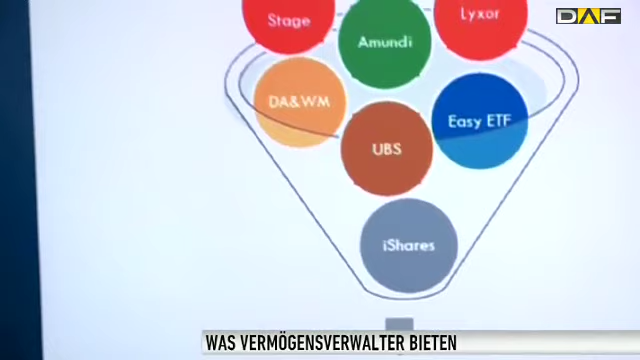 DAF
Stage
Lyxor
Amundi
DA&WM
Easy ETF
UBS
iShares
WAS VERMÖGENSVERWALTER BIETEN